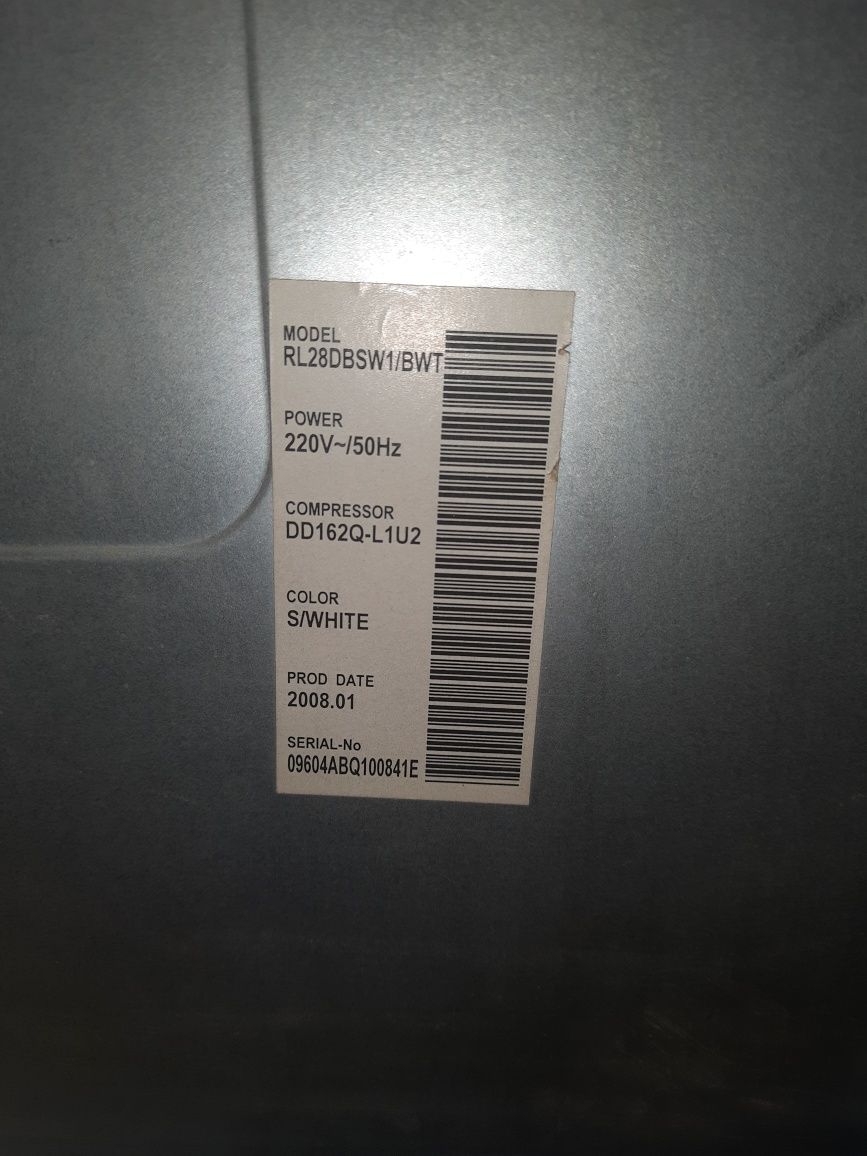 MODEL
RL28DBSW1/BWT
POWER
220V~/50Hz
COMPRESSOR
DD162Q-L1U2
COLOR
S/WHITE
PROD DATE
2008.01
SERIAL-No
09604ABQ100841E